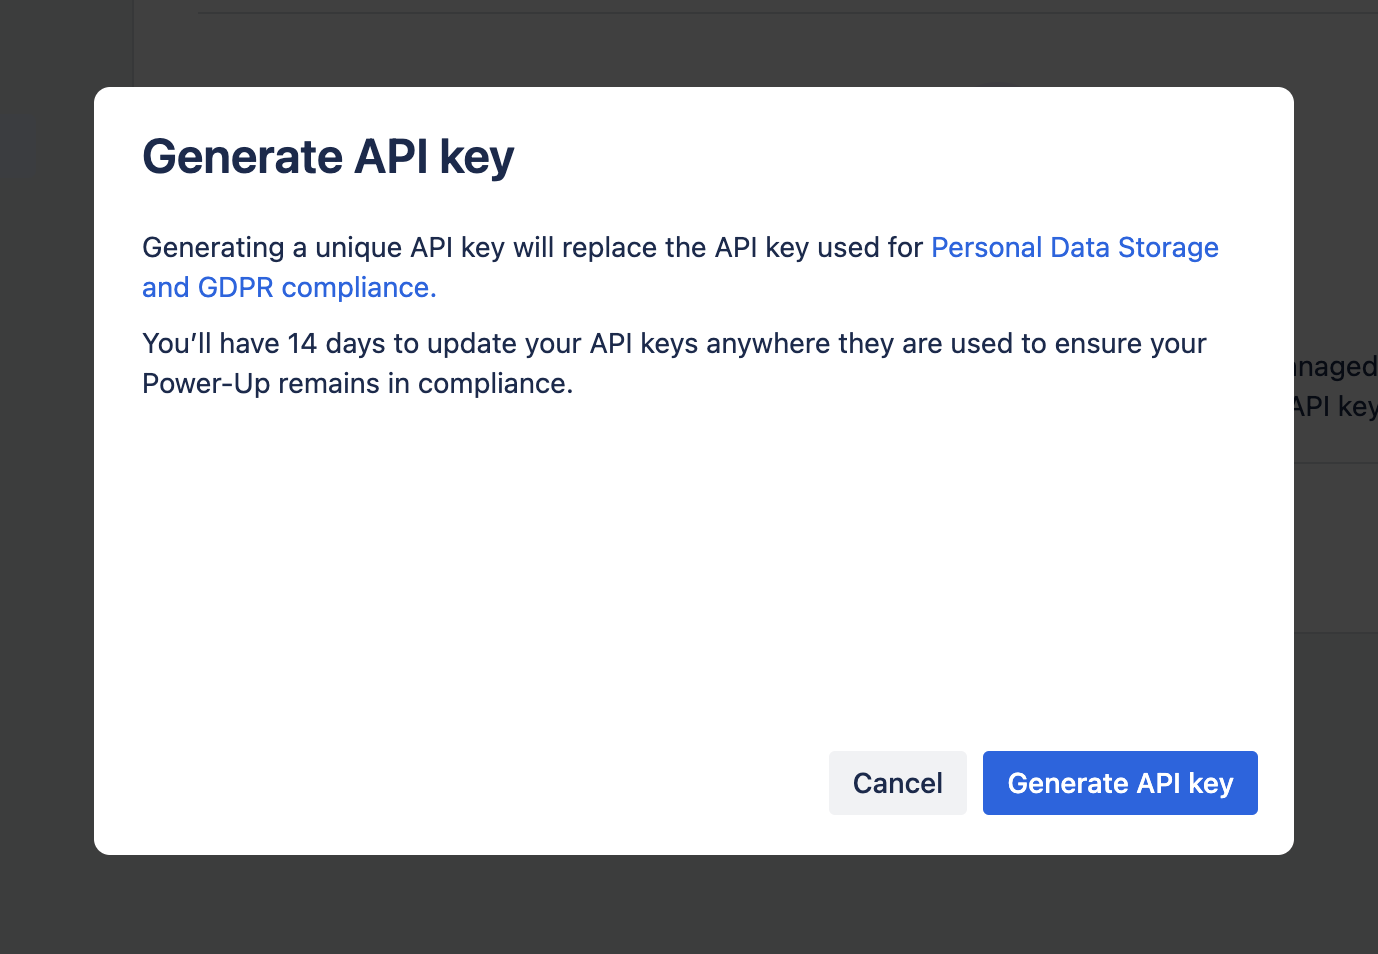 Generate API key
Generating a unique API key will replace the API key used for Personal Data Storage
and GDPR compliance.
You’ll have 14 days to update your API keys anywhere they are used to ensure your
Power-Up remains in compliance.
API key
Cancel
Generate API key